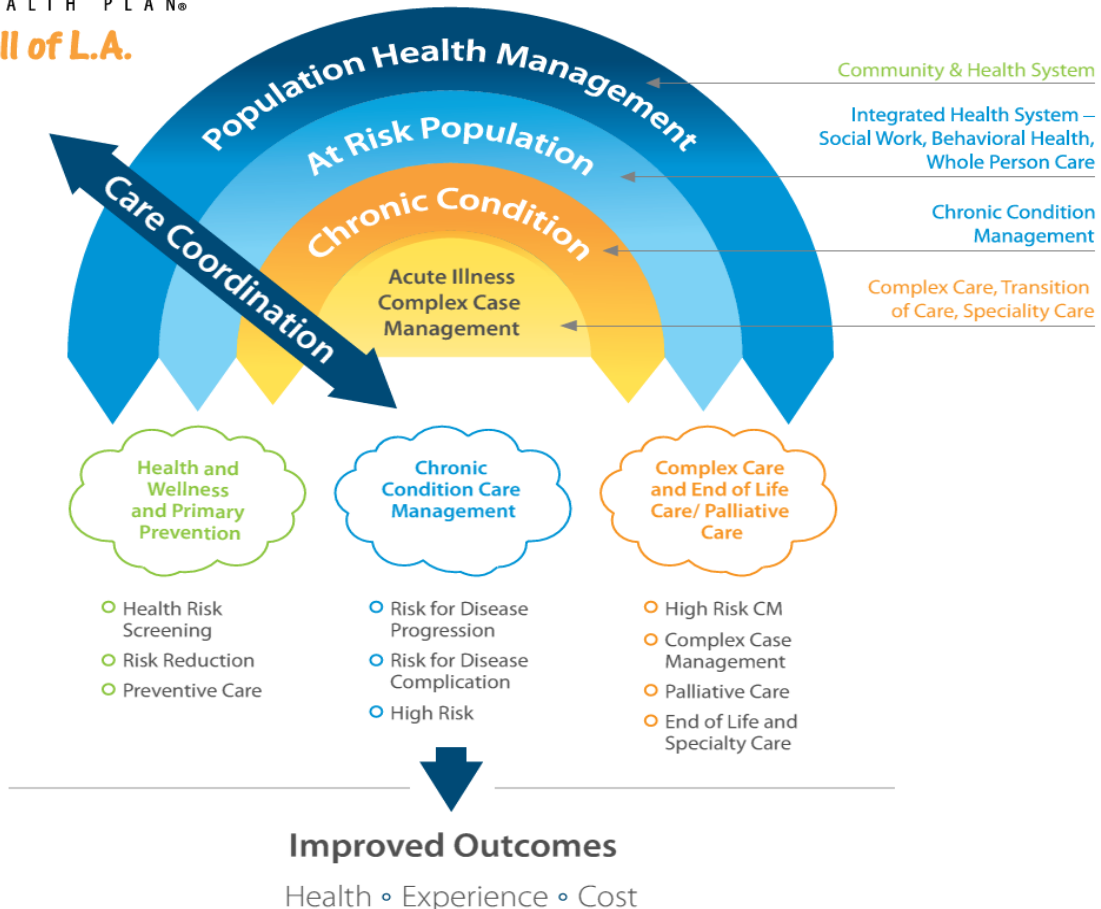 ALTH PLAN®
ll of L.A.
Population Health Management
At Risk Population
Chronic Condition
Acute Illness
Complex Case
Management
Care Coordination
Community & Health System
Integrated Health System –
Social Work, Behavioral Health,
Whole Person Care
Chronic Condition
Management
Complex Care, Transition
of Care, Speciality Care
Health and
Wellness
and Primary
Prevention
Health Risk
Screening
Risk Reduction
Preventive Care
Chronic
Condition Care
Management
Risk for Disease
Progression
Risk for Disease
Complication
High Risk
Complex Care
and End of Life
Care/ Palliative
Care
High Risk CM
Complex Case
Management
Palliative Care
End of Life and
Specialty Care
Improved Outcomes
Health ∘ Experience ∘ Cost